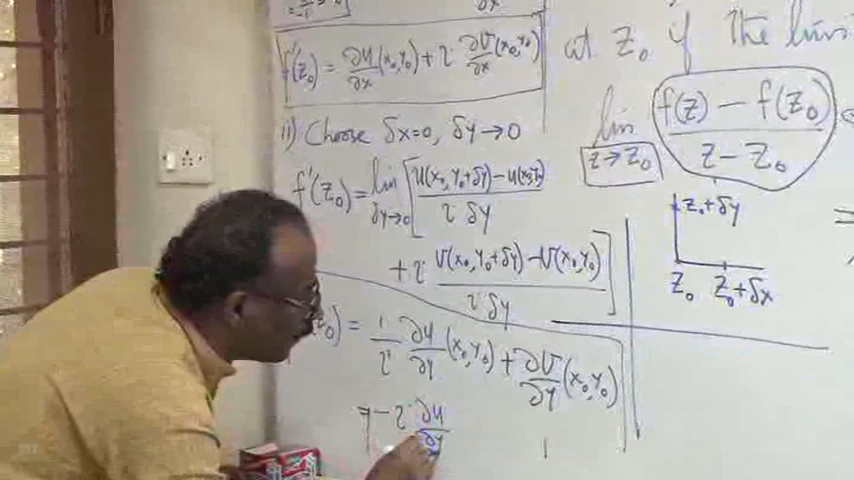 f'(z₀) = ∂u/∂x (x₀,y₀) + i ∂v/∂x (x₀,y₀)
ii) Choose δx=0, δy→0
f'(z₀) = lim δy→0 [ u(x₀,y₀+δy) − u(x₀,y₀) / i δy
+ i v(x₀,y₀+δy) − v(x₀,y₀) / i δy ]
z₀) = 1/i ∂u/∂y (x₀,y₀) + ∂v/∂y (x₀,y₀)
= − i ∂u/∂y
at z₀ if the
lim z→z₀ f(z) − f(z₀) / z − z₀
z₀+δy
z₀ z₀+δx